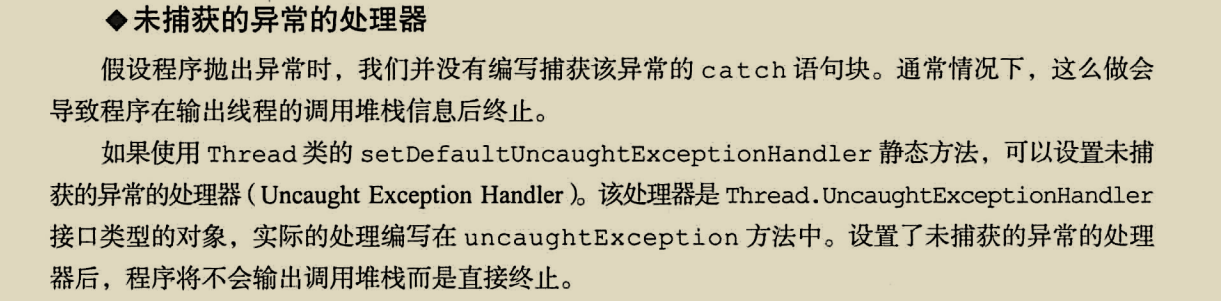 ◆未捕获的异常的处理器
假设程序抛出异常时，我们并没有编写捕获该异常的 catch 语句块。通常情况下，这么做会
导致程序在输出线程的调用堆栈信息后终止。
如果使用 Thread 类的 setDefaultUncaughtExceptionHandler 静态方法，可以设置未捕
获的异常的处理器（Uncaught Exception Handler）。该处理器是 Thread.UncaughtExceptionHandler
接口类型的对象，实际的处理编写在 uncaughtException 方法中。设置了未捕获的异常的处理
器后，程序将不会输出调用堆栈而是直接终止。